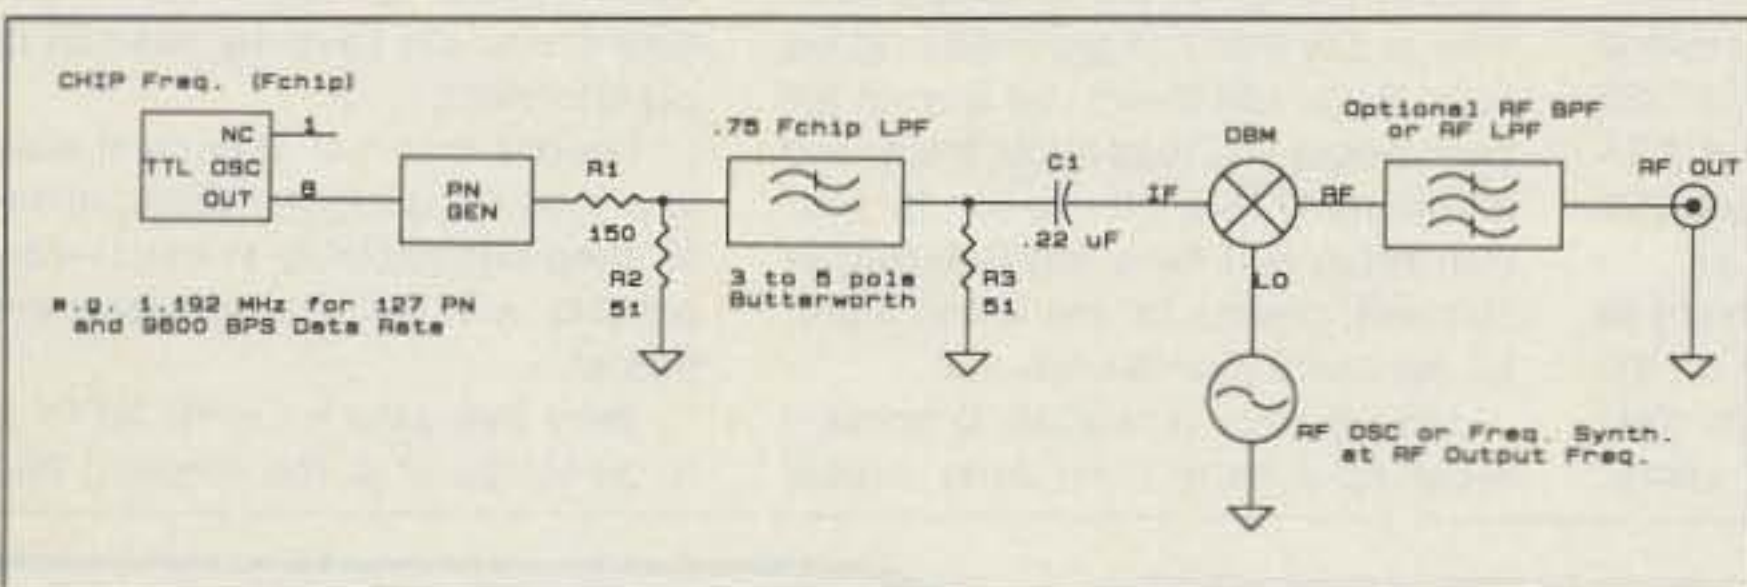 CHIP Freq. (Fchip)
NC 1
TTL OSC
OUT 8
e.g. 1.192 MHz for 127 PN
and 9600 BPS Data Rate
PN
GEN
R1
150
R2
51
.75 Fchip LPF
3 to 5 pole
Butterworth
R3
51
C1
.22 uF
IF
DBM
RF
LO
RF OSC or Freq. Synth.
at RF Output Freq.
Optional RF BPF
or RF LPF
RF OUT